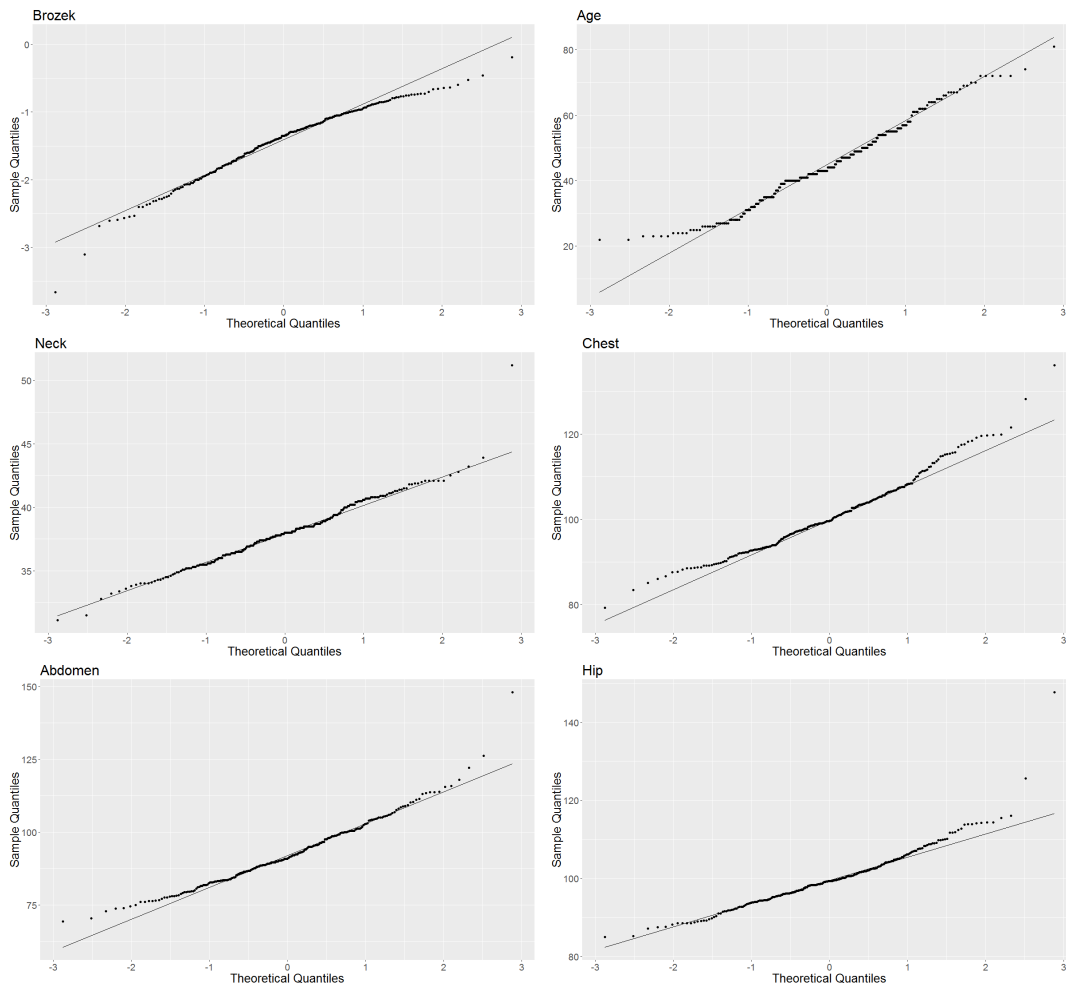 Brozek
Sample Quantiles
0
-1
-2
-3
-3 -2 -1 0 1 2 3
Theoretical Quantiles
Age
Sample Quantiles
80
60
40
20
-3 -2 -1 0 1 2 3
Theoretical Quantiles
Neck
Sample Quantiles
50
45
40
35
-3 -2 -1 0 1 2 3
Theoretical Quantiles
Chest
Sample Quantiles
120
100
80
-3 -2 -1 0 1 2 3
Theoretical Quantiles
Abdomen
Sample Quantiles
150
125
100
75
-3 -2 -1 0 1 2 3
Theoretical Quantiles
Hip
Sample Quantiles
140
120
100
80
-3 -2 -1 0 1 2 3
Theoretical Quantiles